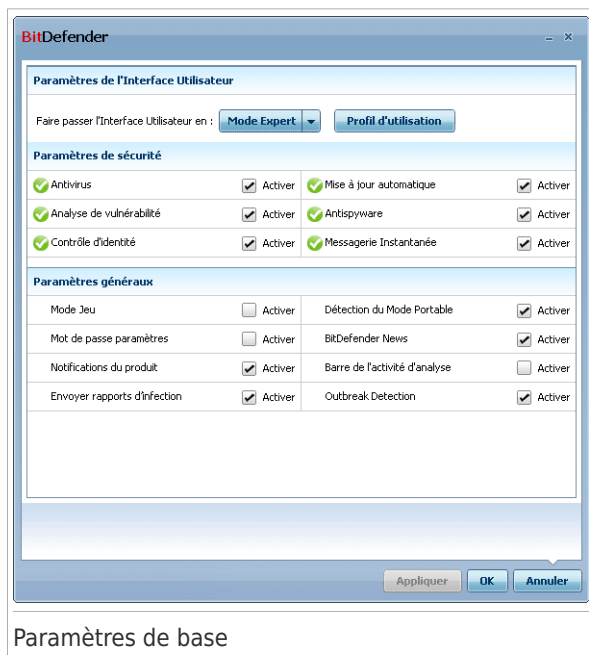 BitDefender
Paramètres de l'Interface Utilisateur
Faire passer l'Interface Utilisateur en : Mode Expert Profil d'utilisation
Paramètres de sécurité
Antivirus Activer Mise à jour automatique Activer
Analyse de vulnérabilité Activer Antispyware Activer
Contrôle d'identité Activer Messagerie Instantanée Activer
Paramètres généraux
Mode Jeu Activer Détection du Mode Portable Activer
Mot de passe paramètres Activer BitDefender News Activer
Notifications du produit Activer Barre de l'activité d'analyse Activer
Envoyer rapports d'infection Activer Outbreak Detection Activer
Appliquer OK Annuler
Paramètres de base